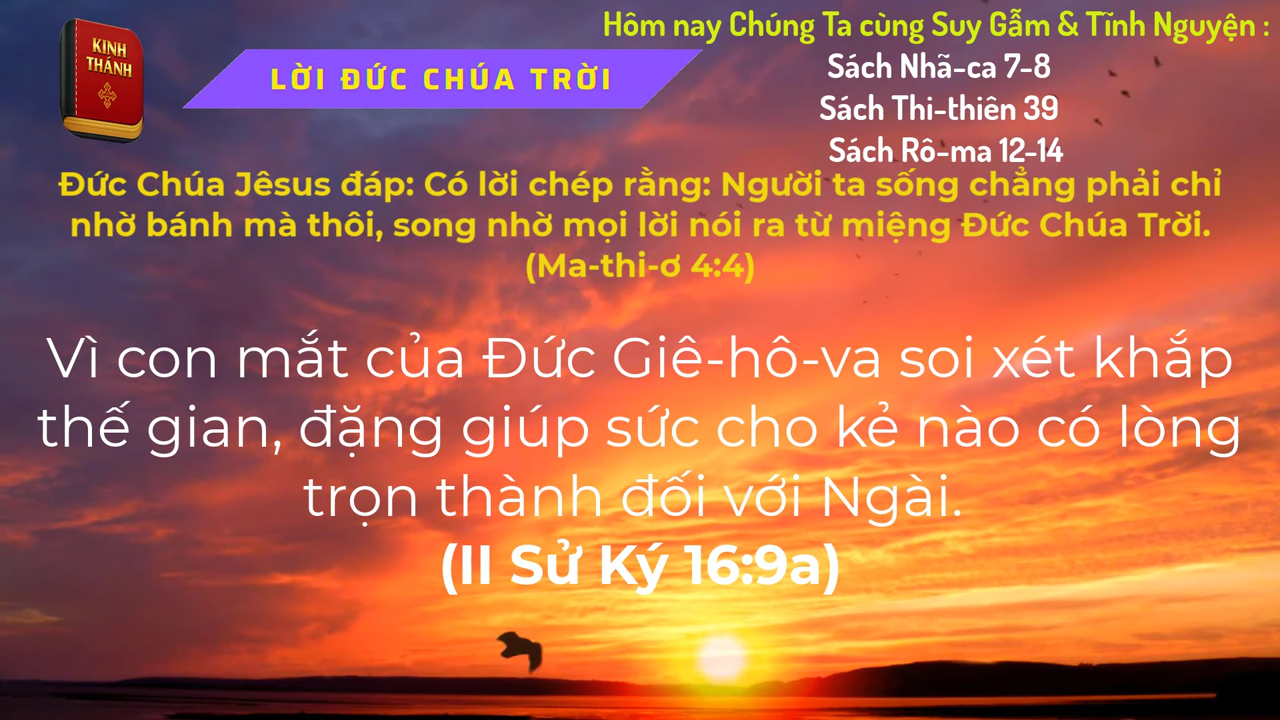 KINH
THÁNH
LỜI ĐỨC CHÚA TRỜI
Hôm nay Chúng Ta cùng Suy Gẫm & Tĩnh Nguyện :
Sách Nhã-ca 7-8
Sách Thi-thiên 39
Sách Rô-ma 12-14
Đức Chúa Jêsus đáp: Có lời chép rằng: Người ta sống chẳng phải chỉ
nhờ bánh mà thôi, song nhờ mọi lời nói ra từ miệng Đức Chúa Trời.
(Ma-thi-ơ 4:4)
Vì con mắt của Đức Giê-hô-va soi xét khắp
thế gian, đặng giúp sức cho kẻ nào có lòng
trọn thành đối với Ngài.
(II Sử Ký 16:9a)